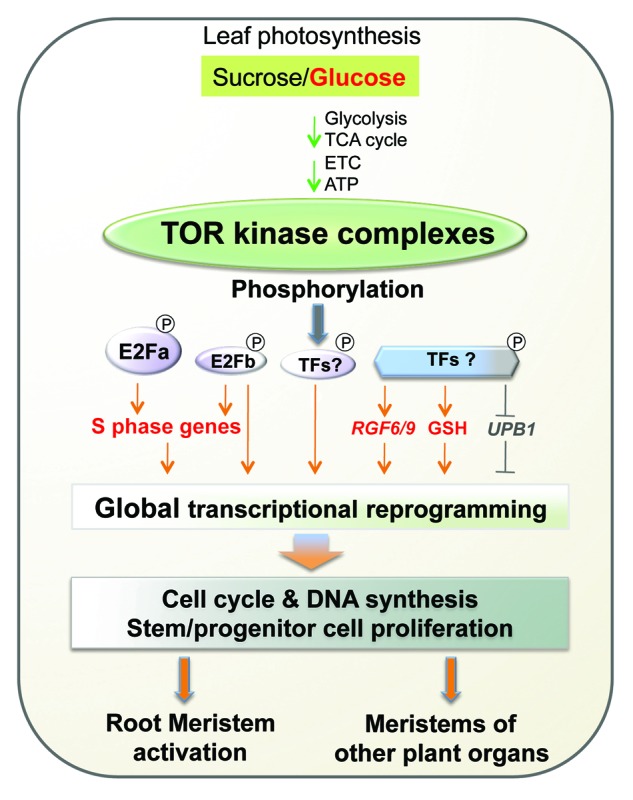 Leaf photosynthesis
Sucrose/Glucose
Glycolysis
TCA cycle
ETC
ATP
TOR kinase complexes
Phosphorylation
P
P
P
P
E2Fa
E2Fb
TFs?
TFs ?
S phase genes
RGF6/9
GSH
UPB1
Global transcriptional reprogramming
Cell cycle & DNA synthesis
Stem/progenitor cell proliferation
Root Meristem
activation
Meristems of
other plant organs